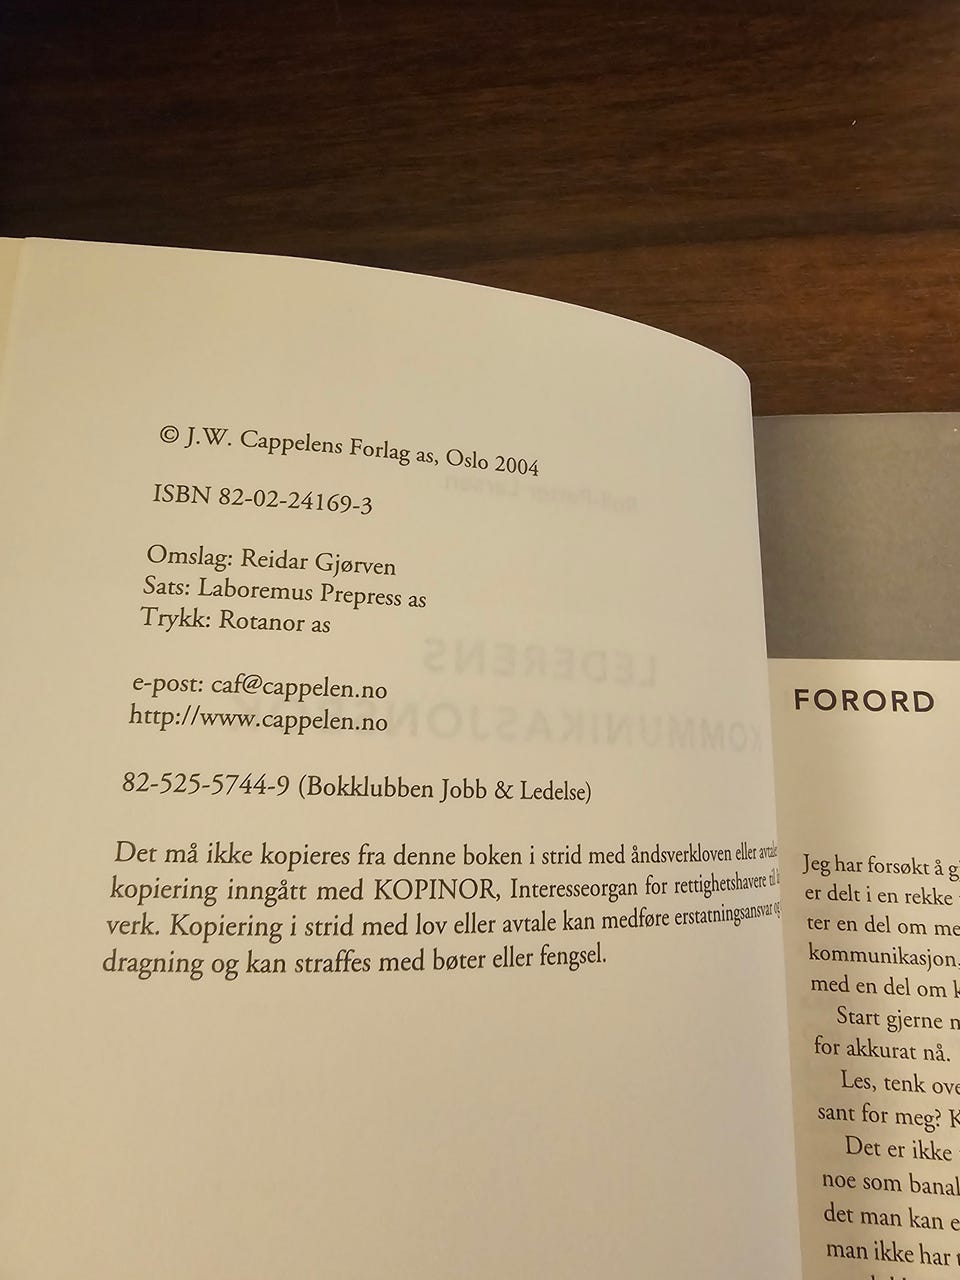 © J.W. Cappelens Forlag as, Oslo 2004
ISBN 82-02-24169-3
Omslag: Reidar Gjørven
Sats: Laboremus Prepress as
Trykk: Rotanor as
e-post: caf@cappelen.no
http://www.cappelen.no
82-525-5744-9 (Bokklubben Jobb & Ledelse)
Det må ikke kopieres fra denne boken i strid med åndsverkloven eller
kopiering inngått med KOPINOR, Interesseorgan for rettighetshavere til
verk. Kopiering i strid med lov eller avtale kan medføre erstatningsansvar og
dragning og kan straffes med bøter eller fengsel.
LEDERENS
FORORD
Jeg har forsøkt å
er delt i en rekke
ter en del om
kommunikasjon,
med en del om
Start gjerne
for akkurat nå.
Les, tenk
sant for meg?
Det er ikke
noe som
det man kan
man ikke har